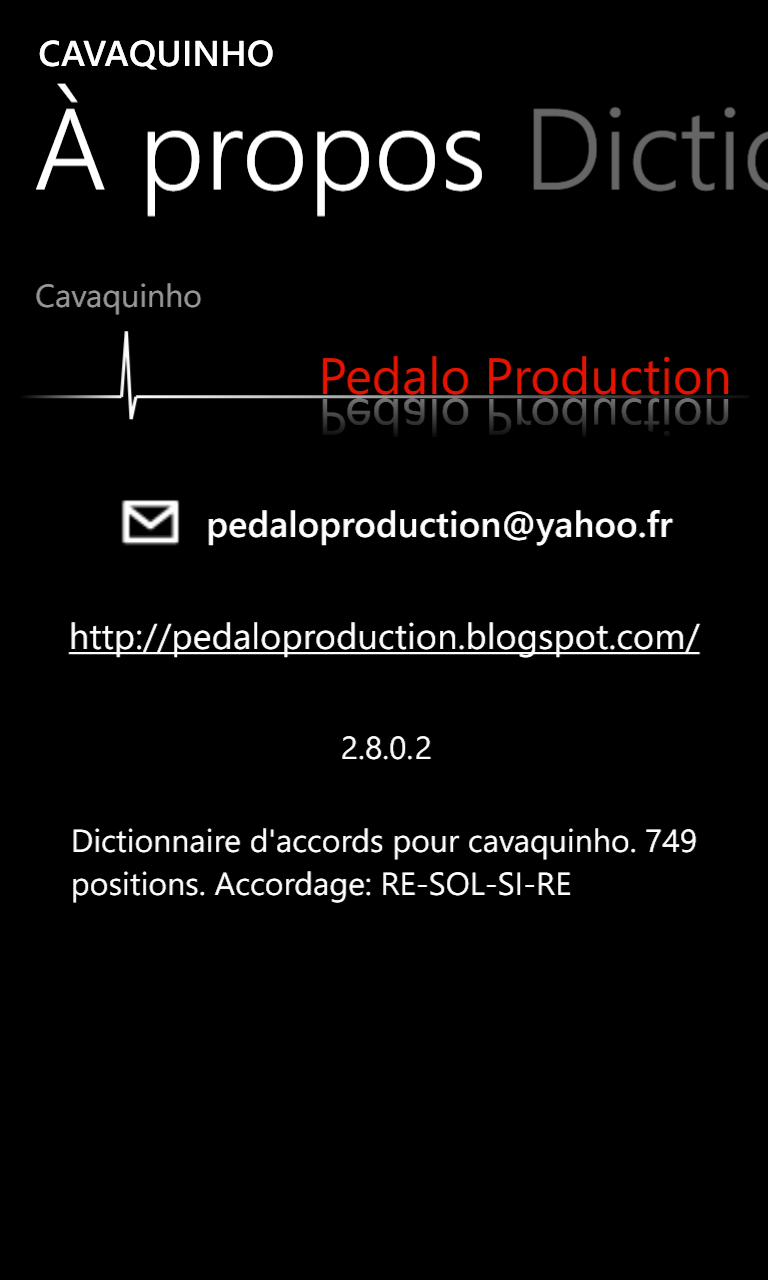 CAVAQUINHO
À propos Dictio
Cavaquinho
Pedalo Production
pedaloproduction@yahoo.fr
http://pedaloproduction.blogspot.com/
2.8.0.2
Dictionnaire d'accords pour cavaquinho. 749
positions. Accordage: RE-SOL-SI-RE